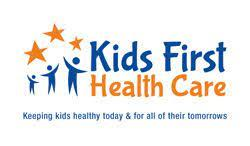 Kids First
Health Care
Keeping kids healthy today & for all of their tomorrows